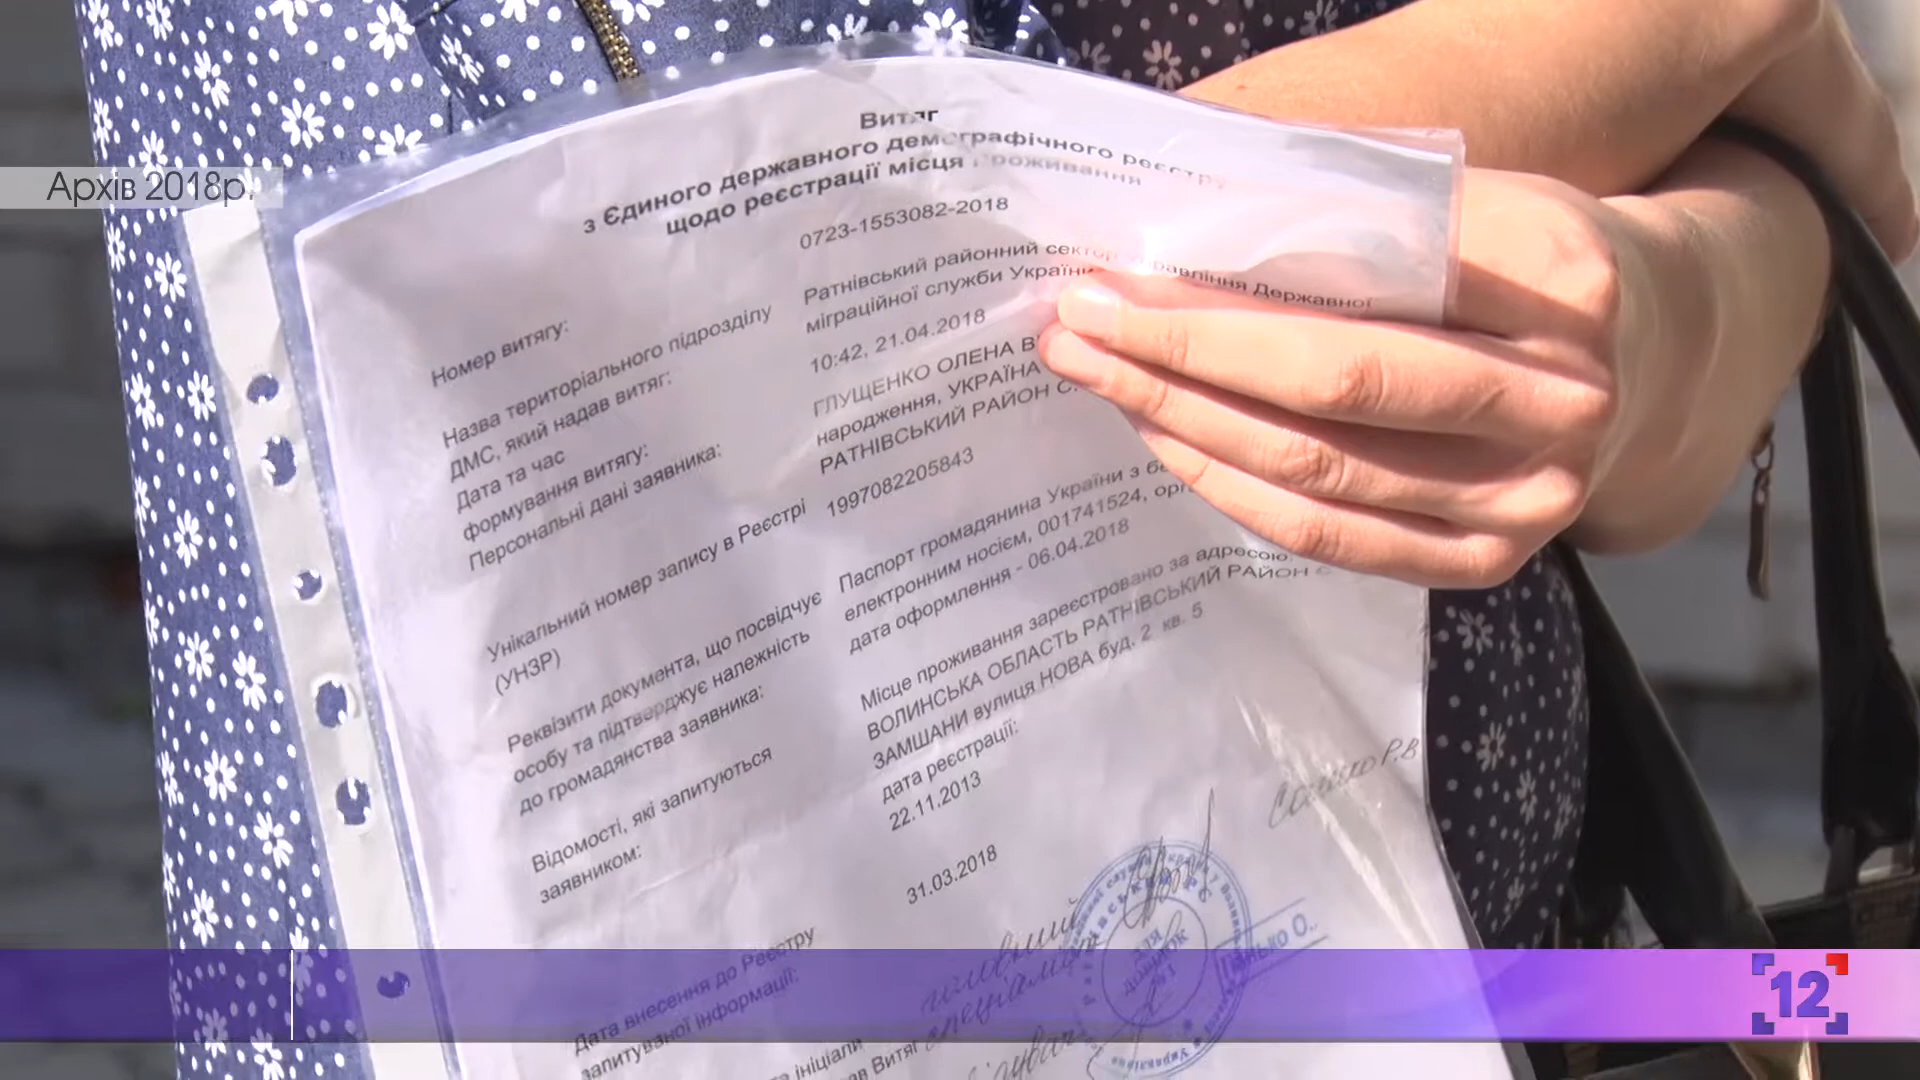 Архів 2018р.
Витяг
з Єдиного державного демографічного реєстру
щодо реєстрації місця проживання
Номер витягу:
0723-1553082-2018
Назва територіального підрозділу
ДМС, який надав витяг:
Ратнівський районний сектор Управління Державної
міграційної служби України
Дата та час
формування витягу:
10:42, 21.04.2018
Персональні дані заявника:
ГЛУЩЕНКО ОЛЕНА
народження, УКРАЇНА
РАТНІВСЬКИЙ РАЙОН
Унікальний номер запису в Реєстрі
(УНЗР)
1997082205843
Реквізити документа, що посвідчує
особу та підтверджує належність
до громадянства заявника:
Паспорт громадянина України з
електронним носієм, 001741524,
дата оформлення - 06.04.2018
Відомості, які запитуються
заявником:
Місце проживання зареєстровано за адресою:
ВОЛИНСЬКА ОБЛАСТЬ РАТНІВСЬКИЙ РАЙОН
ЗАМШАНИ вулиця НОВА буд. 2 кв. 5
дата реєстрації:
22.11.2013
Дата внесення до Реєстру
запитуваної інформації:
31.03.2018
ініціали
Витяг
12